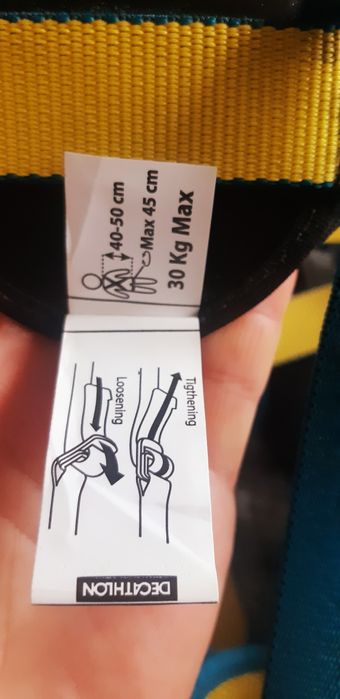 40-50 cm
Max 45 cm
30 Kg Max
Tigthening
Loosening
DECATHLON